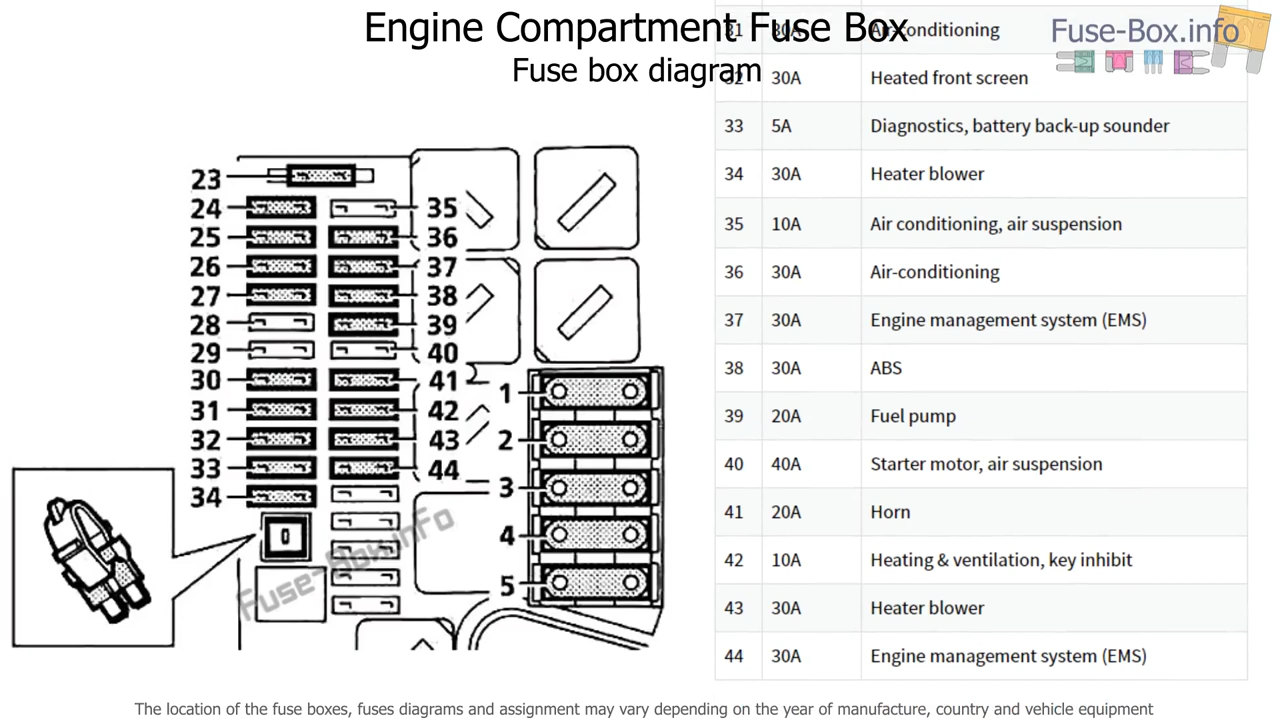 Engine Compartment Fuse Box
Fuse box diagram
Fuse-Box.info
31 30A Air-conditioning
32 30A Heated front screen
33 5A Diagnostics, battery back-up sounder
34 30A Heater blower
35 10A Air conditioning, air suspension
36 30A Air-conditioning
37 30A Engine management system (EMS)
38 30A ABS
39 20A Fuel pump
40 40A Starter motor, air suspension
41 20A Horn
42 10A Heating & ventilation, key inhibit
43 30A Heater blower
44 30A Engine management system (EMS)
23
24 35
25 36
26 37
27 38
28 39
29 40
30 41
31 42
32 43
33 44
34
1
2
3
4
5
Fuse-Box.info
The location of the fuse boxes, fuses diagrams and assignment may vary depending on the year of manufacture, country and vehicle equipment